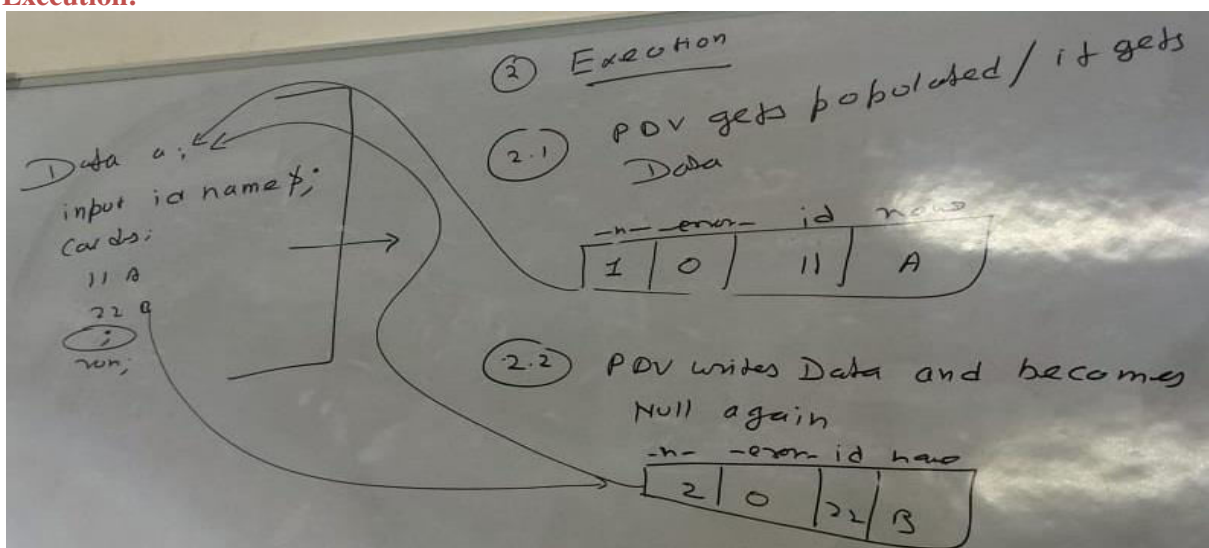 Execution:
Data a;
input id name $;
Cards;
11 A
22 B
;
run;
② Execution
2.1 PDV gets populated / it gets
Data
_n_ _error_ id name
1 0 11 A
2.2 PDV writes Data and becomes
Null again
_n_ _error_ id name
2 0 22 B